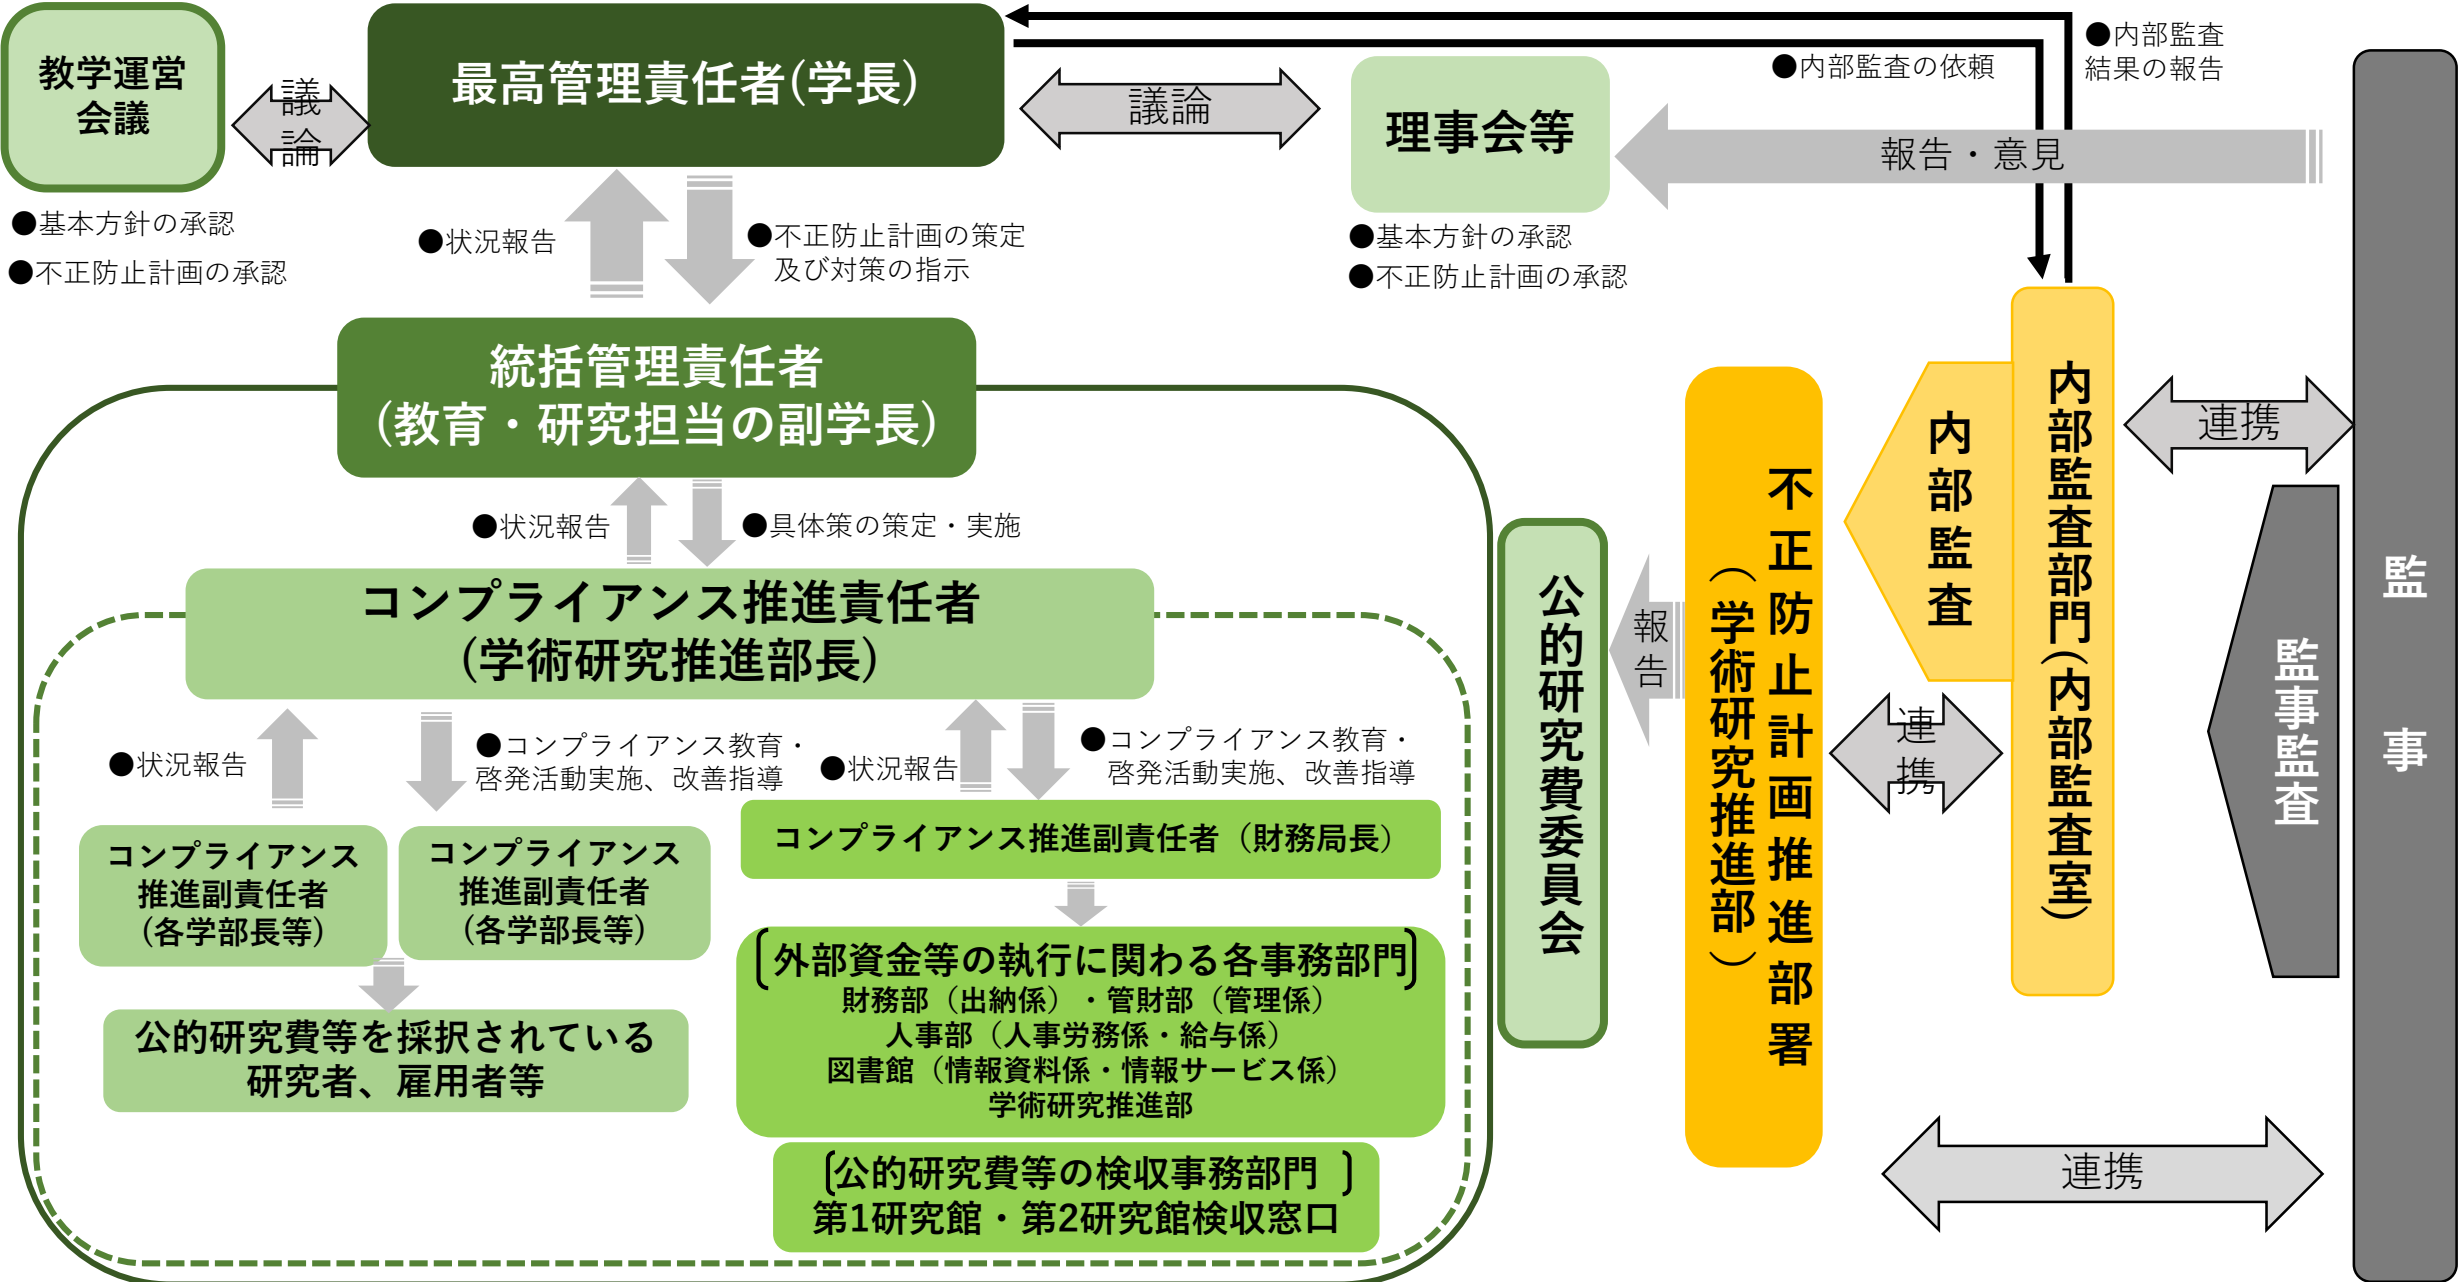 教学運営
会議
議
論
最高管理責任者(学長)
議論
理事会等
●内部監査の依頼
●内部監査
結果の報告
報告・意見
●基本方針の承認
●不正防止計画の承認
●状況報告
●不正防止計画の策定
及び対策の指示
●基本方針の承認
●不正防止計画の承認
統括管理責任者
(教育・研究担当の副学長)
●状況報告
●具体策の策定・実施
コンプライアンス推進責任者
(学術研究推進部長)
●状況報告
●コンプライアンス教育・
啓発活動実施、改善指導
●状況報告
●コンプライアンス教育・
啓発活動実施、改善指導
コンプライアンス
推進副責任者
(各学部長等)
コンプライアンス
推進副責任者
(各学部長等)
公的研究費等を採択されている
研究者、雇用者等
コンプライアンス推進副責任者（財務局長）
〔外部資金等の執行に関わる各事務部門〕
財務部（出納係）・管財部（管理係）
人事部（人事労務係・給与係）
図書館（情報資料係・情報サービス係）
学術研究推進部
〔公的研究費等の検収事務部門〕
第1研究館・第2研究館検収窓口
公的研究費委員会
報
告
不正防止計画推進部署
（学術研究推進部）
連
携
内部監査
内部監査部門(内部監査室)
連携
監事監査
監事
連携